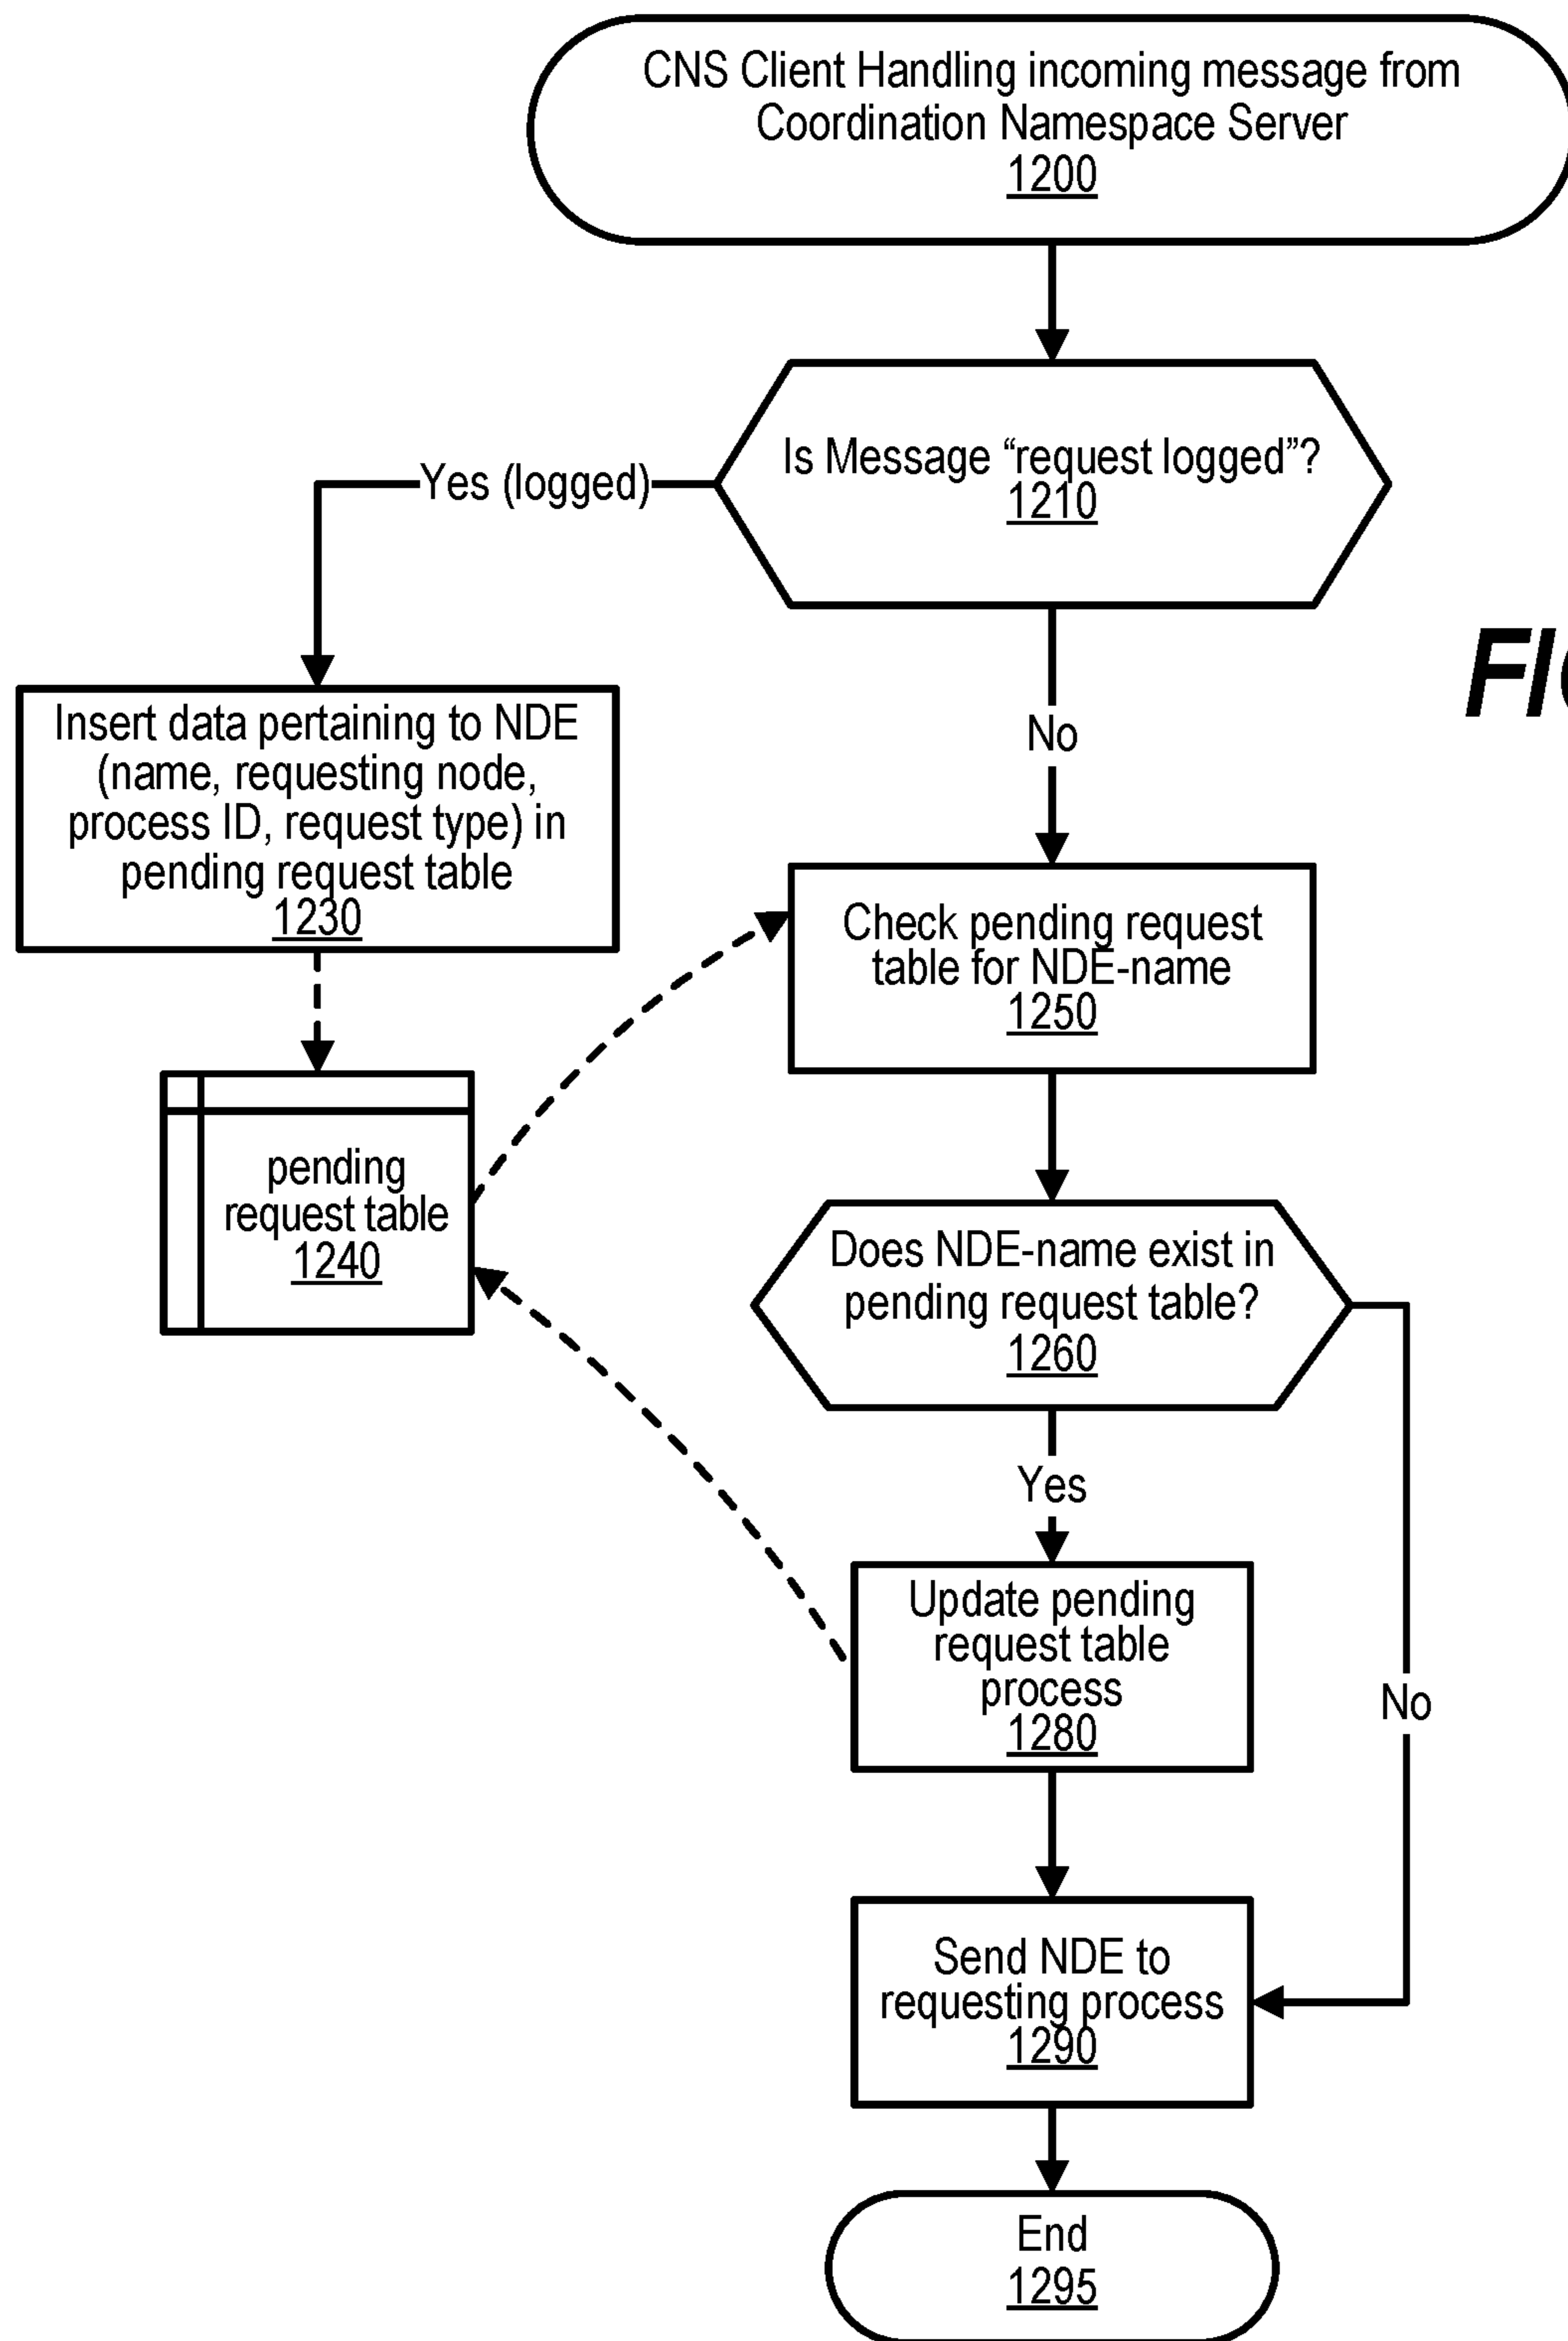 CNS Client Handling incoming message from
Coordination Namespace Server
1200
Is Message “request logged”?
1210
Yes (logged)
No
FIG
Insert data pertaining to NDE
(name, requesting node,
process ID, request type) in
pending request table
1230
Check pending request
table for NDE-name
1250
pending
request table
1240
Does NDE-name exist in
pending request table?
1260
Yes
Update pending
request table
process
1280
No
Send NDE to
requesting process
1290
End
1295